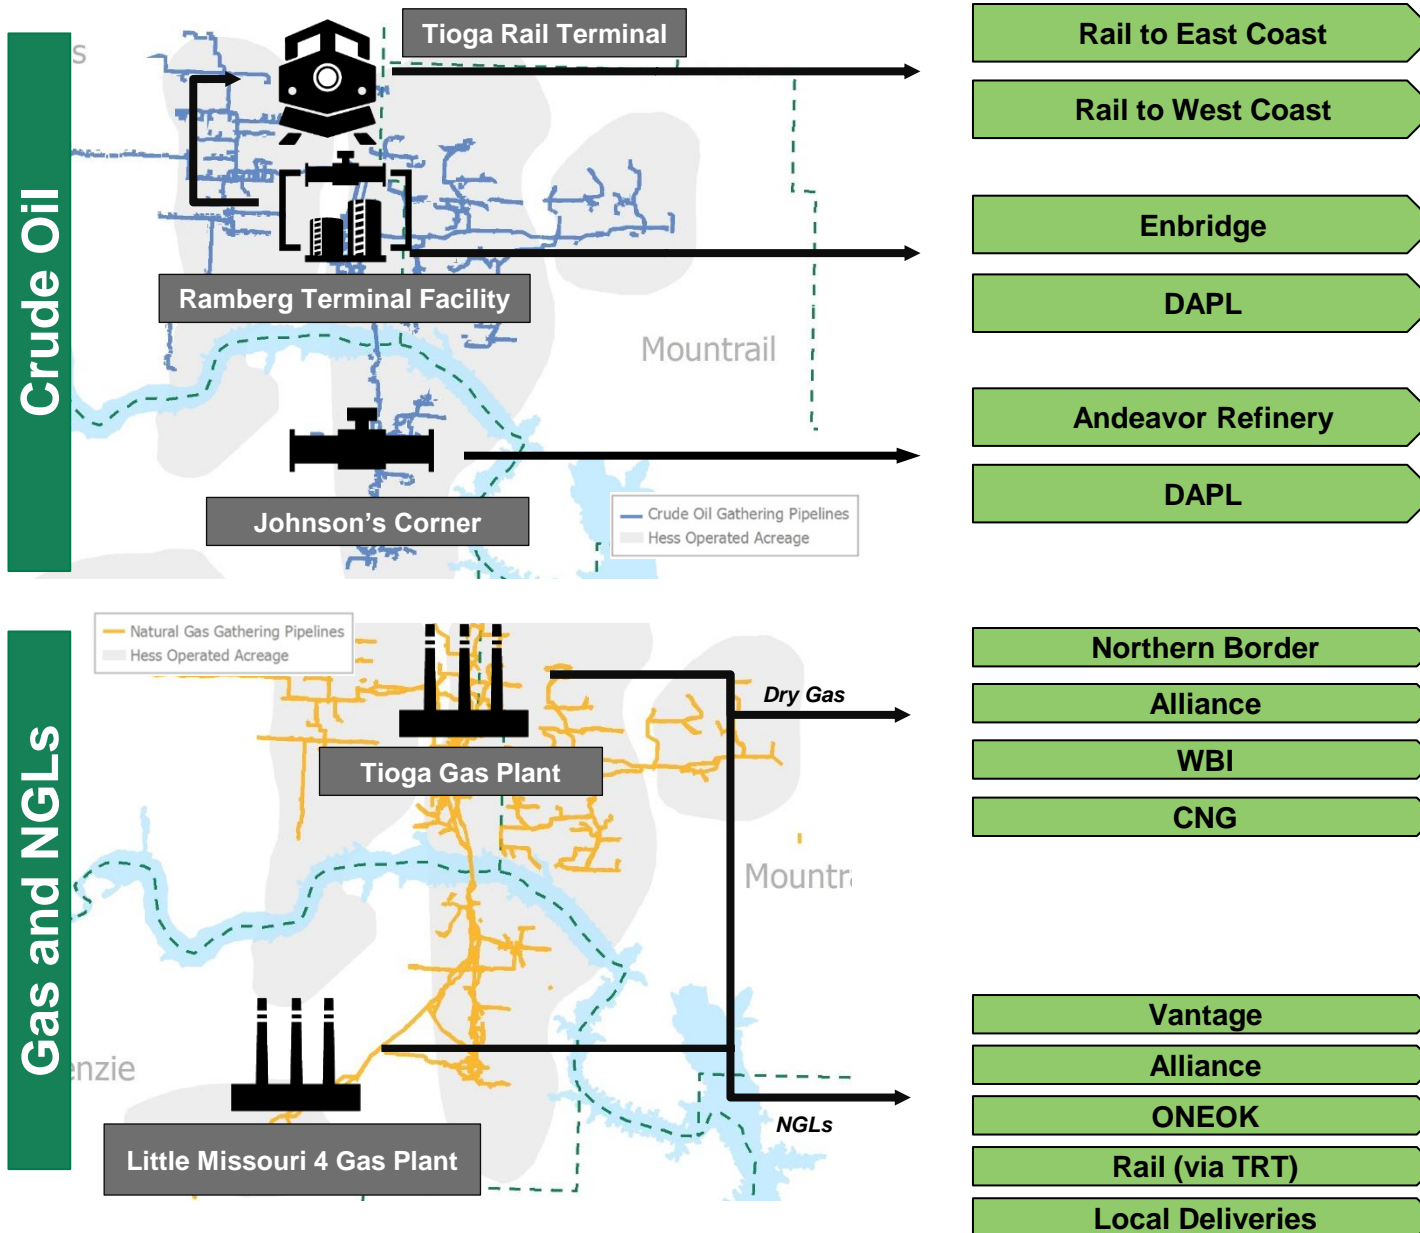 Crude Oil
s
Tioga Rail Terminal
Rail to East Coast
Rail to West Coast
Ramberg Terminal Facility
Enbridge
DAPL
Mountrail
Johnson's Corner
Andeavor Refinery
DAPL
Crude Oil Gathering Pipelines
Hess Operated Acreage
Gas and NGLs
Natural Gas Gathering Pipelines
Hess Operated Acreage
Tioga Gas Plant
Dry Gas
Northern Border
Alliance
WBI
CNG
Mountra
enzie
Little Missouri 4 Gas Plant
NGLs
Vantage
Alliance
ONEOK
Rail (via TRT)
Local Deliveries